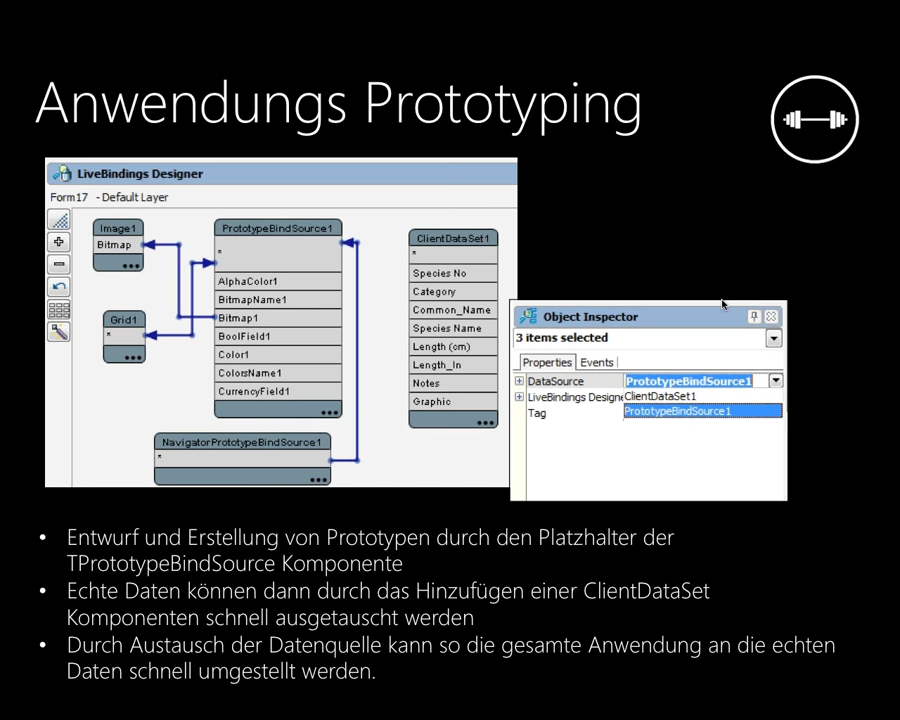 Anwendungs Prototyping
LiveBindings Designer
Form17 - Default Layer
Image1
Bitmap
Grid1
*
PrototypeBindSource1
*
AlphaColor1
BitmapName1
Bitmap1
BoolField1
Color1
ColorsName1
CurrencyField1
NavigatorPrototypeBindSource1
*
ClientDataSet1
*
Species No
Category
Common_Name
Species Name
Length (cm)
Length_In
Notes
Graphic
Object Inspector
3 items selected
Properties Events
DataSource PrototypeBindSource1
LiveBindings Designe ClientDataSet1
Tag PrototypeBindSource1
• Entwurf und Erstellung von Prototypen durch den Platzhalter der
TPrototypeBindSource Komponente
• Echte Daten können dann durch das Hinzufügen einer ClientDataSet
Komponenten schnell ausgetauscht werden
• Durch Austausch der Datenquelle kann so die gesamte Anwendung an die echten
Daten schnell umgestellt werden.